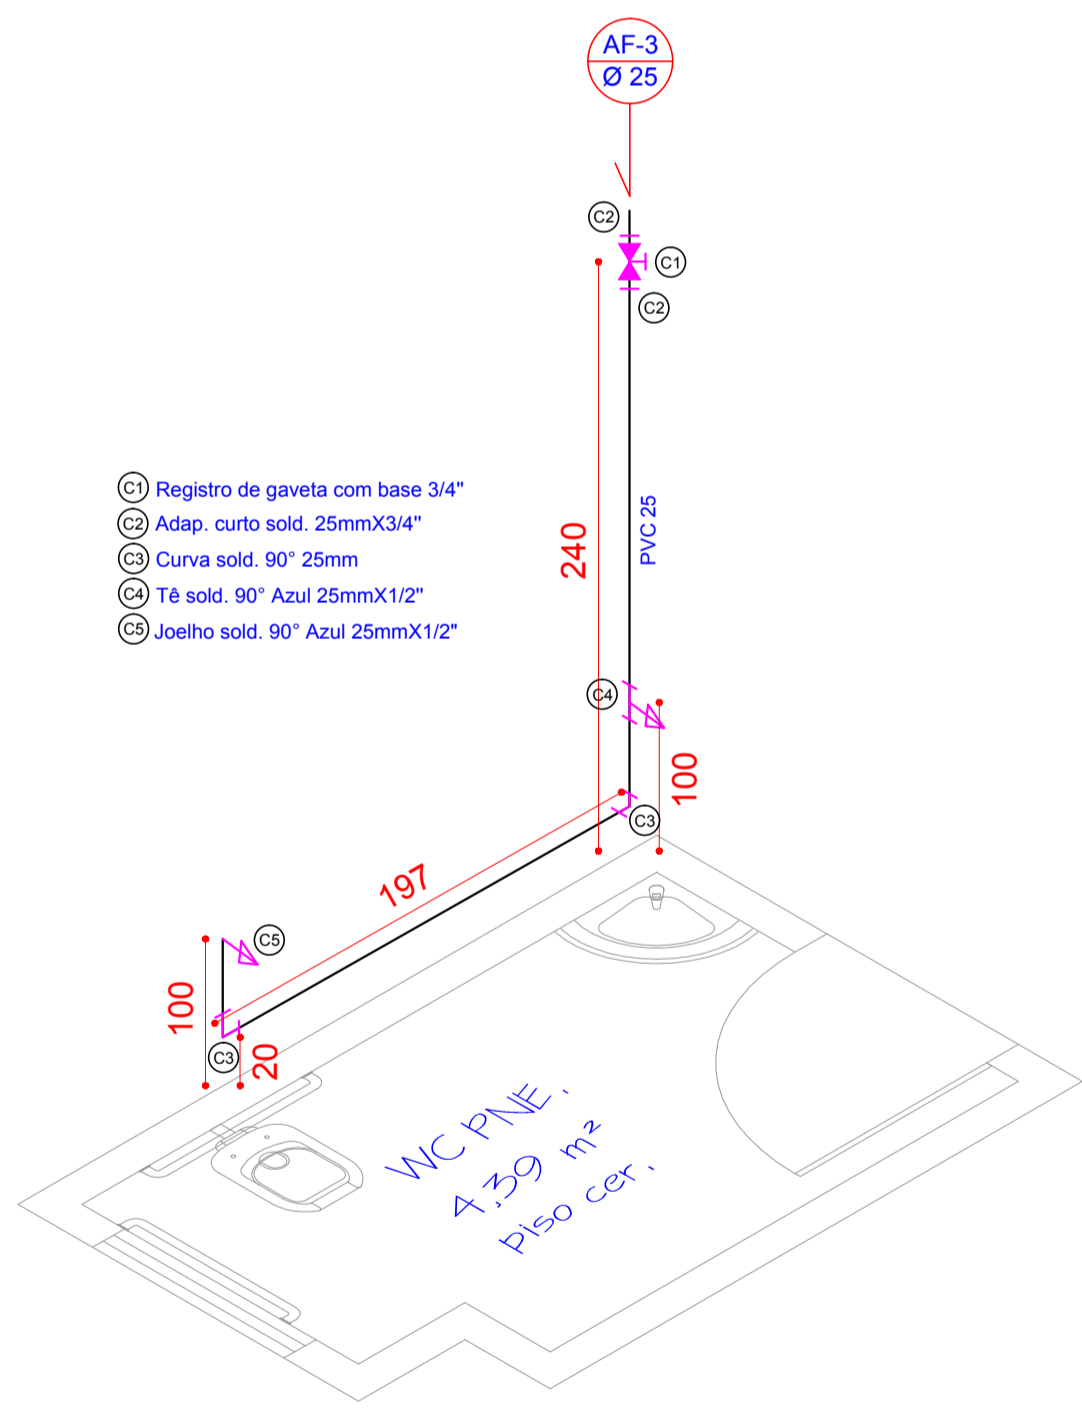 AF-3
Ø 25
C2
C1
C2
C1 Registro de gaveta com base 3/4"
C2 Adap. curto sold. 25mmX3/4"
C3 Curva sold. 90° 25mm
C4 Tê sold. 90° Azul 25mmX1/2"
C5 Joelho sold. 90° Azul 25mmX1/2"
240
PVC 25
C4
100
C3
197
C5
100
C3
20
WC PNE.
4,39 m²
piso cer.